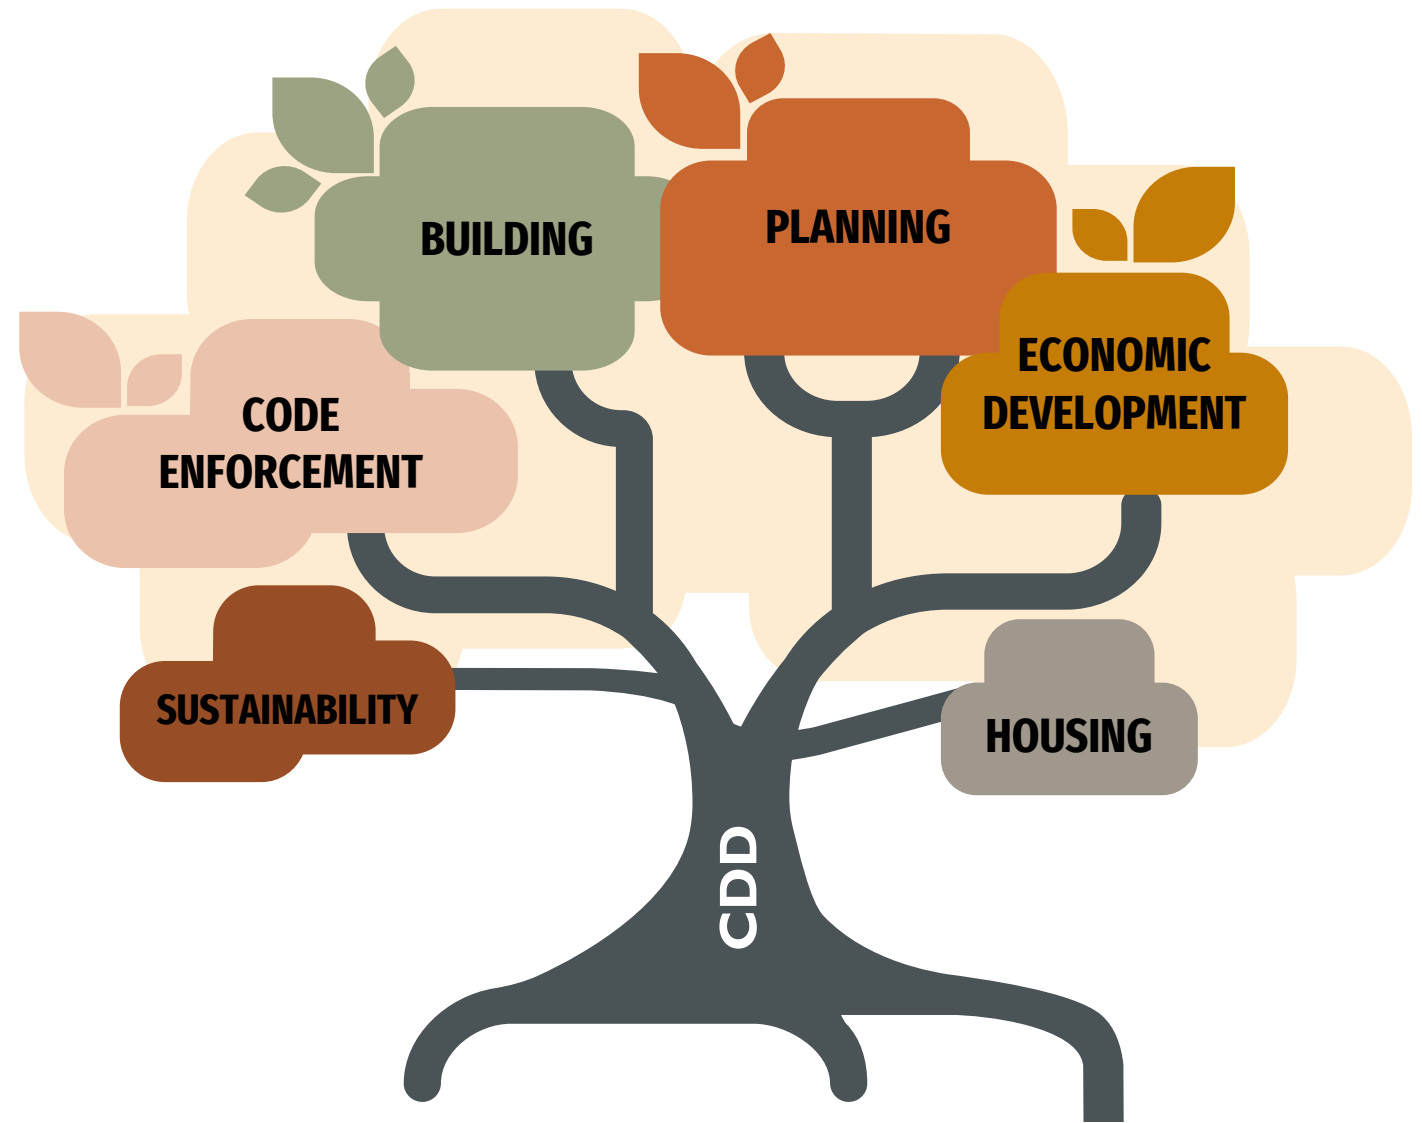 BUILDING
PLANNING
ECONOMIC
DEVELOPMENT
CODE
ENFORCEMENT
SUSTAINABILITY
HOUSING
CDD